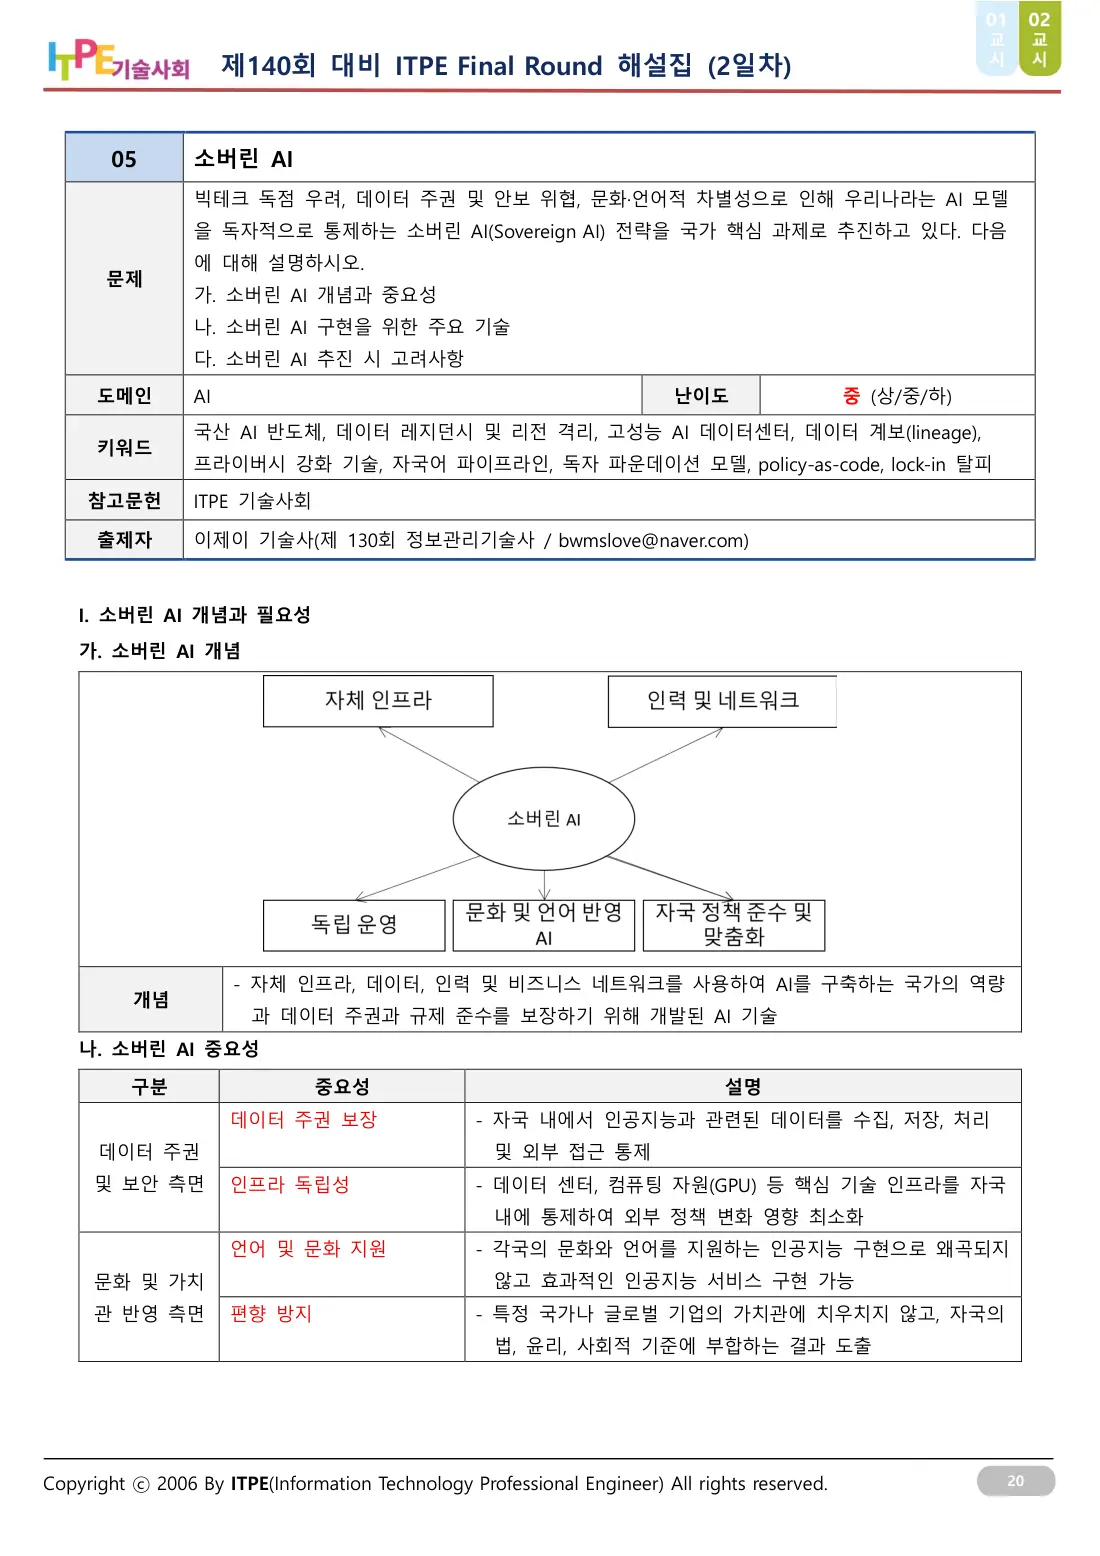 ITPE기술사회 제140회 대비 ITPE Final Round 해설집 (2일차)
01
교
시
02
교
시
05 소버린 AI
문제
빅테크 독점 우려, 데이터 주권 및 안보 위협, 문화·언어적 차별성으로 인해 우리나라는 AI 모델
을 독자적으로 통제하는 소버린 AI(Sovereign AI) 전략을 국가 핵심 과제로 추진하고 있다. 다음
에 대해 설명하시오.
가. 소버린 AI 개념과 중요성
나. 소버린 AI 구현을 위한 주요 기술
다. 소버린 AI 추진 시 고려사항
도메인 AI 난이도 중 (상/중/하)
키워드
국산 AI 반도체, 데이터 레지던시 및 리전 격리, 고성능 AI 데이터센터, 데이터 계보(lineage),
프라이버시 강화 기술, 자국어 파이프라인, 독자 파운데이션 모델, policy-as-code, lock-in 탈피
참고문헌 ITPE 기술사회
출제자 이제이 기술사(제 130회 정보관리기술사 / bwmslove@naver.com)
I. 소버린 AI 개념과 필요성
가. 소버린 AI 개념
자체 인프라 인력 및 네트워크
소버린 AI
독립 운영
문화 및 언어 반영
AI
자국 정책 준수 및
맞춤화
개념
- 자체 인프라, 데이터, 인력 및 비즈니스 네트워크를 사용하여 AI를 구축하는 국가의 역량
과 데이터 주권과 규제 준수를 보장하기 위해 개발된 AI 기술
나. 소버린 AI 중요성
구분 중요성 설명
데이터 주권
및 보안 측면
데이터 주권 보장
- 자국 내에서 인공지능과 관련된 데이터를 수집, 저장, 처리
및 외부 접근 통제
인프라 독립성
- 데이터 센터, 컴퓨팅 자원(GPU) 등 핵심 기술 인프라를 자국
내에 통제하여 외부 정책 변화 영향 최소화
문화 및 가치
관 반영 측면
언어 및 문화 지원
- 각국의 문화와 언어를 지원하는 인공지능 구현으로 왜곡되지
않고 효과적인 인공지능 서비스 구현 가능
편향 방지
- 특정 국가나 글로벌 기업의 가치관에 치우치지 않고, 자국의
법, 윤리, 사회적 기준에 부합하는 결과 도출
Copyright ⓒ 2006 By ITPE(Information Technology Professional Engineer) All rights reserved.
20